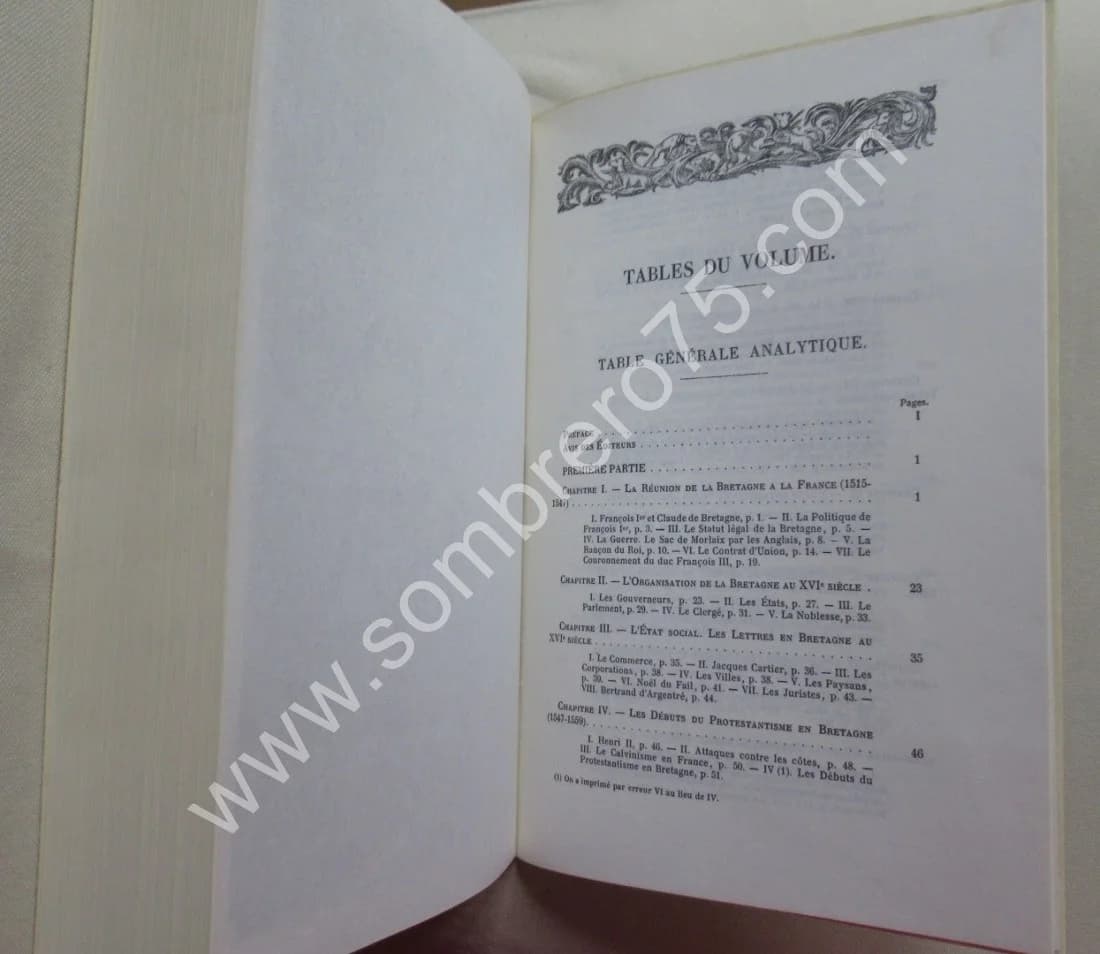 TABLES DU VOLUME.
TABLE GÉNÉRALE ANALYTIQUE.
Pages.
PRÉFACE . . . . . . . . . . . . . . . . . . . . I
AVIS DES ÉDITEURS . . . . . . . . . . . . . . . . . . . .
PREMIÈRE PARTIE . . . . . . . . . . . . . . . . . . . . 1
CHAPITRE I. — LA RÉUNION DE LA BRETAGNE A LA FRANCE (1515-
1547) . . . . . . . . . . . . . . . . . . . . 1
I. François Ier et Claude de Bretagne, p. 1. — II. La Politique de
François Ier, p. 3. — III. Le Statut légal de la Bretagne, p. 5. —
IV. La Guerre. Le Sac de Morlaix par les Anglais, p. 8. — V. La
Rançon du Roi, p. 10. — VI. Le Contrat d'Union, p. 14. — VII. Le
Couronnement du duc François III, p. 19.
CHAPITRE II. — L'ORGANISATION DE LA BRETAGNE AU XVIe SIÈCLE . 23
I. Les Gouverneurs, p. 23. — II. Les États, p. 27. — III. Le
Parlement, p. 29. — IV. Le Clergé, p. 31. — V. La Noblesse, p. 33.
CHAPITRE III. — L'ÉTAT SOCIAL. LES LETTRES EN BRETAGNE AU
XVIe SIÈCLE . . . . . . . . . . . . . . . . . . . . 35
I. Le Commerce, p. 35. — II. Jacques Cartier, p. 36. — III. Les
Corporations, p. 38. — IV. Les Villes, p. 38. — V. Les Paysans,
p. 39. — VI. Noël du Fail, p. 41. — VII. Les Juristes, p. 43. —
VIII. Bertrand d'Argentré, p. 44.
CHAPITRE IV. — LES DÉBUTS DU PROTESTANTISME EN BRETAGNE
(1547-1559) . . . . . . . . . . . . . . . . . . . . 46
I. Henri II, p. 46. — II. Attaques contre les côtes, p. 48. —
III. Le Calvinisme en France, p. 50. — IV (1). Les Débuts du
Protestantisme en Bretagne, p. 51.
(1) On a imprimé par erreur VI au lieu de IV.
www.sombrero75.com